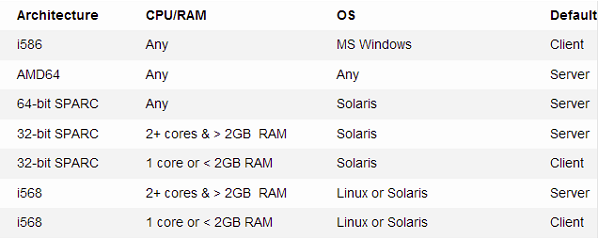 Architecture CPU/RAM OS Default
i586 Any MS Windows Client
AMD64 Any Any Server
64-bit SPARC Any Solaris Server
32-bit SPARC 2+ cores & > 2GB RAM Solaris Server
32-bit SPARC 1 core or < 2GB RAM Solaris Client
i568 2+ cores & > 2GB RAM Linux or Solaris Server
i568 1 core or < 2GB RAM Linux or Solaris Client